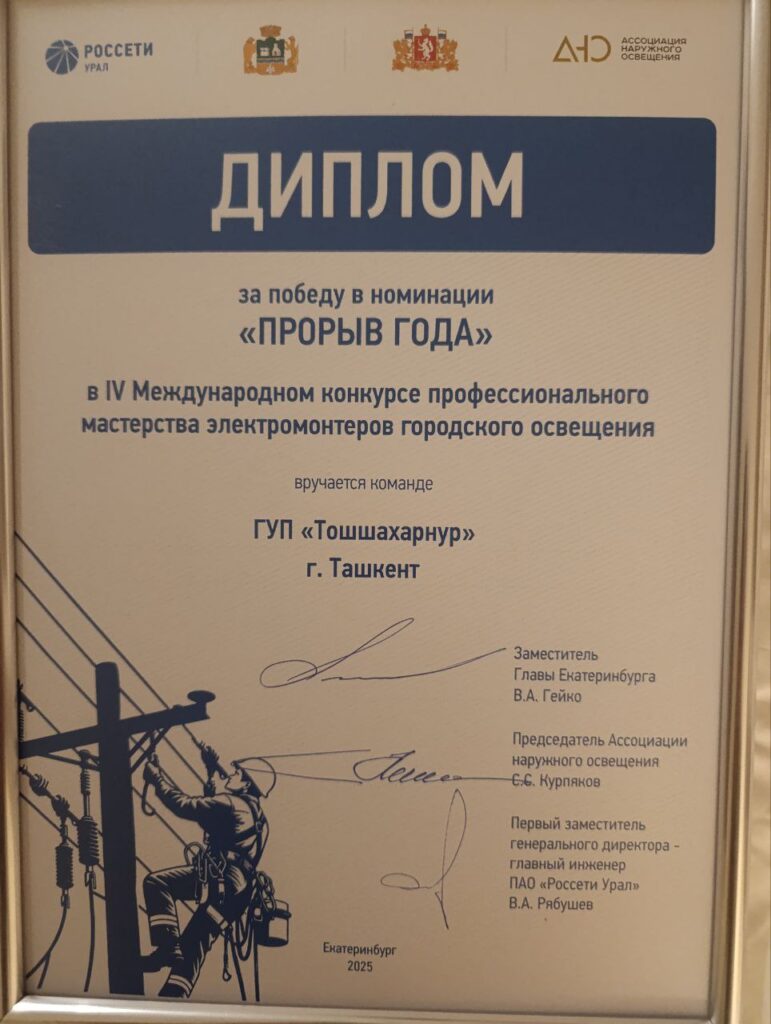 РОССЕТИ
УРАЛ
АНО
АССОЦИАЦИЯ
НАРУЖНОГО
ОСВЕЩЕНИЯ
ДИПЛОМ
за победу в номинации
«ПРОРЫВ ГОДА»
в IV Международном конкурсе профессионального
мастерства электромонтеров городского освещения
вручается команде
ГУП «Тошшахарнур»
г. Ташкент
Заместитель
Главы Екатеринбурга
В.А. Гейко
Председатель Ассоциации
наружного освещения
С.С. Курпяков
Первый заместитель
генерального директора -
главный инженер
ПАО «Россети Урал»
В.А. Рябушев
Екатеринбург
2025